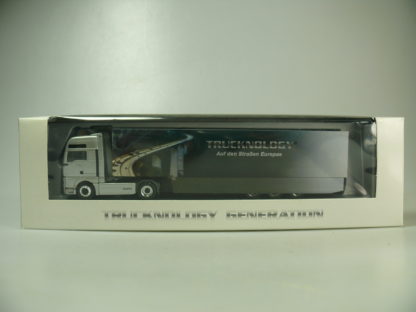 TRUCKNOLOGY
Auf den Straßen Europas
TRUCKNOLOGY GENERATION